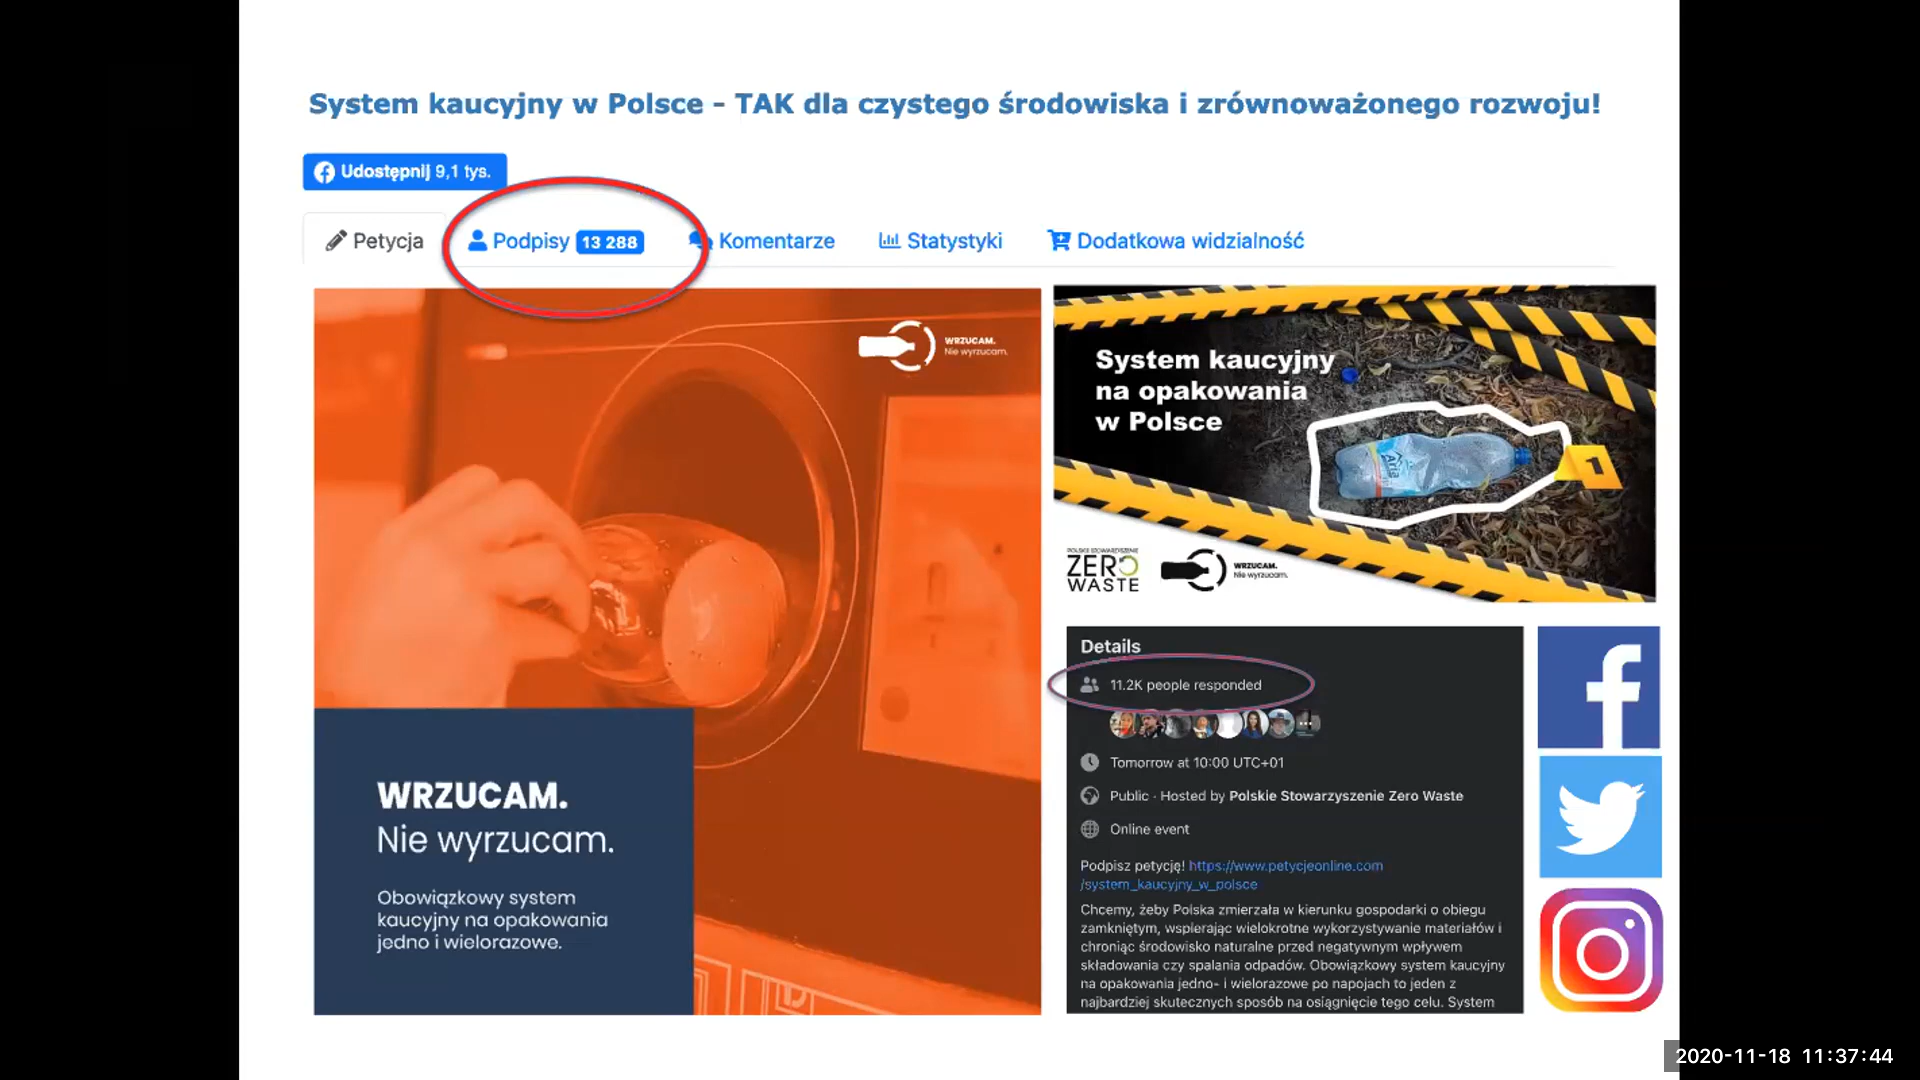 System kaucyjny w Polsce - TAK dla czystego środowiska i zrównoważonego rozwoju!
Udostępnij 9,1 tys.
Petycja
Podpisy 13 288
Komentarze
Statystyki
Dodatkowa widzialność
WRZUCAM.
Nie wyrzucam.
WRZUCAM.
Nie wyrzucam.
Obowiązkowy system
kaucyjny na opakowania
jedno i wielorazowe.
System kaucyjny
na opakowania
w Polsce
Aria
1
POLSKIE STOWARZYSZENIE
ZERO
WASTE
WRZUCAM.
Nie wyrzucam.
Details
11.2K people responded
Tomorrow at 10:00 UTC+01
Public · Hosted by Polskie Stowarzyszenie Zero Waste
Online event
Podpisz petycję! https://www.petycjeonline.com
/system_kaucyjny_w_polsce
Chcemy, żeby Polska zmierzała w kierunku gospodarki o obiegu
zamkniętym, wspierając wielokrotne wykorzystywanie materiałów i
chroniąc środowisko naturalne przed negatywnym wpływem
składowania czy spalania odpadów. Obowiązkowy system kaucyjny
na opakowania jedno- i wielorazowe po napojach to jeden z
najbardziej skutecznych sposób na osiągnięcie tego celu. System
2020-11-18 11:37:44